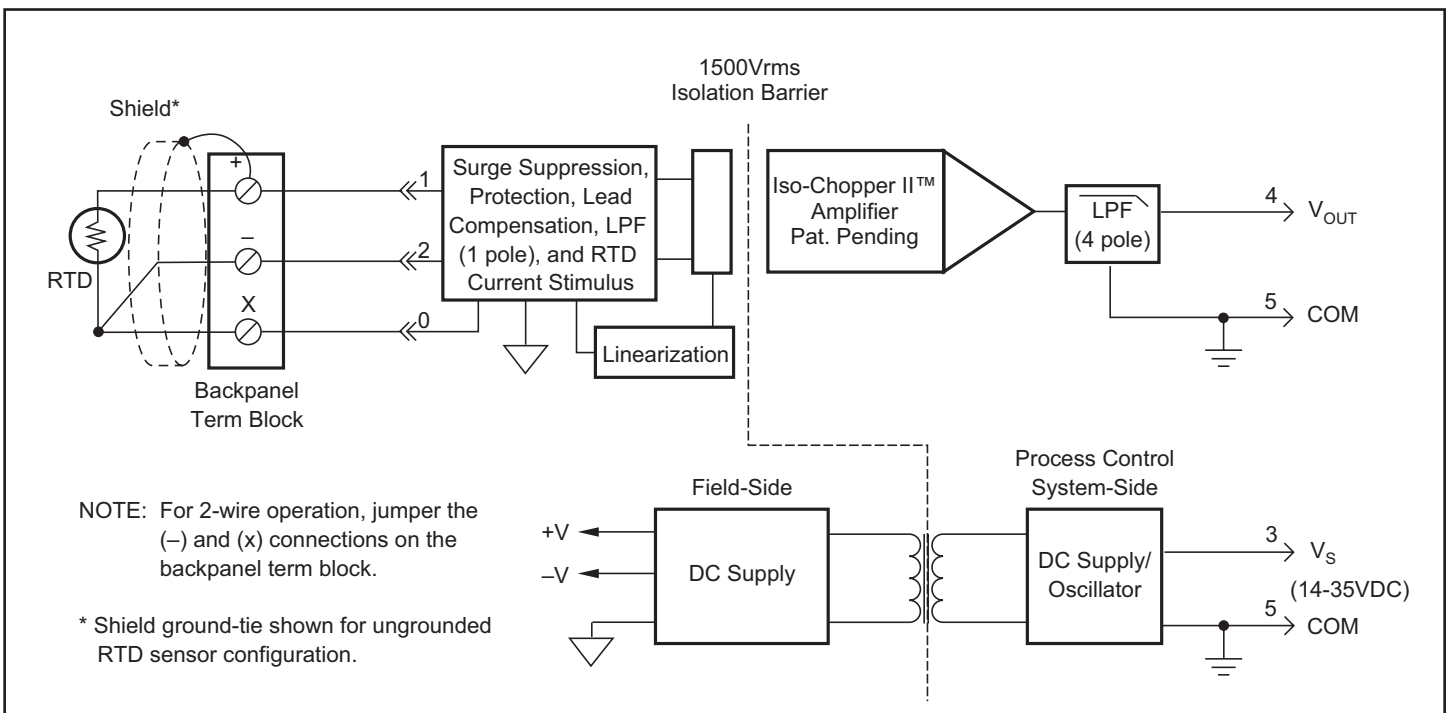 1500Vrms
Isolation Barrier
Shield*
+
–
X
RTD
Backpanel
Term Block
1
2
0
Surge Suppression,
Protection, Lead
Compensation, LPF
(1 pole), and RTD
Current Stimulus
Linearization
Iso-Chopper II™
Amplifier
Pat. Pending
LPF
(4 pole)
4
VOUT
5
COM
NOTE: For 2-wire operation, jumper the
(–) and (x) connections on the
backpanel term block.
* Shield ground-tie shown for ungrounded
RTD sensor configuration.
Field-Side
+V
–V
DC Supply
Process Control
System-Side
DC Supply/
Oscillator
3
VS
(14-35VDC)
5
COM